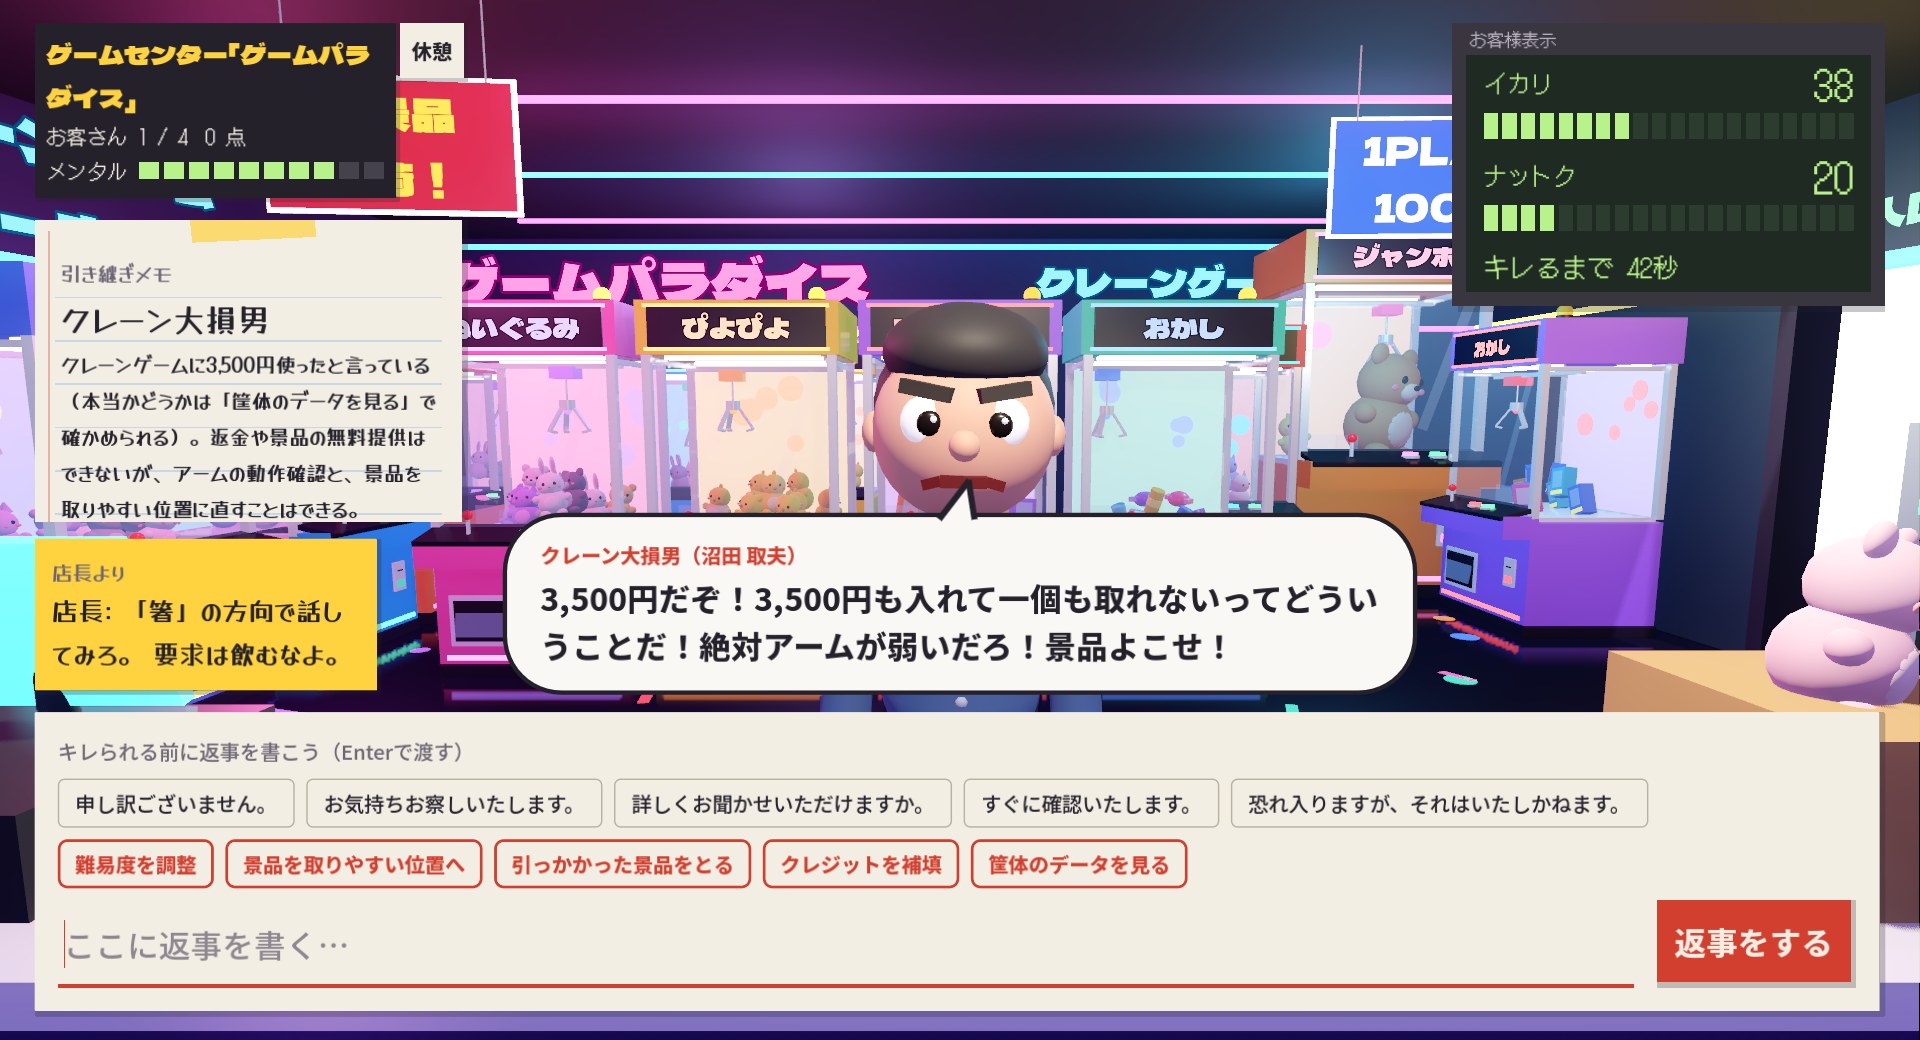 ゲームセンター「ゲームパラ
ダイス」
お客さん 1/4 0点
メンタル
休憩
品
！
1PL
100
お客様表示
イカリ 38
ナットク 20
キレるまで 42秒
引き継ぎメモ
クレーン大損男
クレーンゲームに3,500円使ったと言っている
（本当かどうかは「筐体のデータを見る」で
確かめられる）。返金や景品の無料提供は
できないが、アームの動作確認と、景品を
取りやすい位置に直すことはできる。
ゲームパラダイス
クレーンゲー
ジャンボ
いぐるみ
ぴよぴよ
おかし
おかし
店長より
店長：「箸」の方向で話し
てみろ。 要求は飲むなよ。
クレーン大損男（沼田 取夫）
3,500円だぞ！3,500円も入れて一個も取れないってどうい
うことだ！絶対アームが弱いだろ！景品よこせ！
キレられる前に返事を書こう（Enterで渡す）
申し訳ございません。
お気持ちお察しいたします。
詳しくお聞かせいただけますか。
すぐに確認いたします。
恐れ入りますが、それはいたしかねます。
難易度を調整
景品を取りやすい位置へ
引っかかった景品をとる
クレジットを補填
筐体のデータを見る
ここに返事を書く…
返事をする